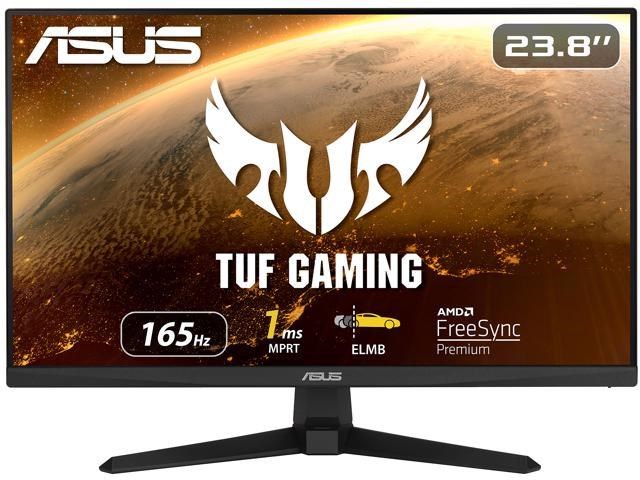 ASUS
23.8’’
TUF GAMING
165Hz
1ms
MPRT
ELMB
AMD
FreeSync
Premium
ASUS